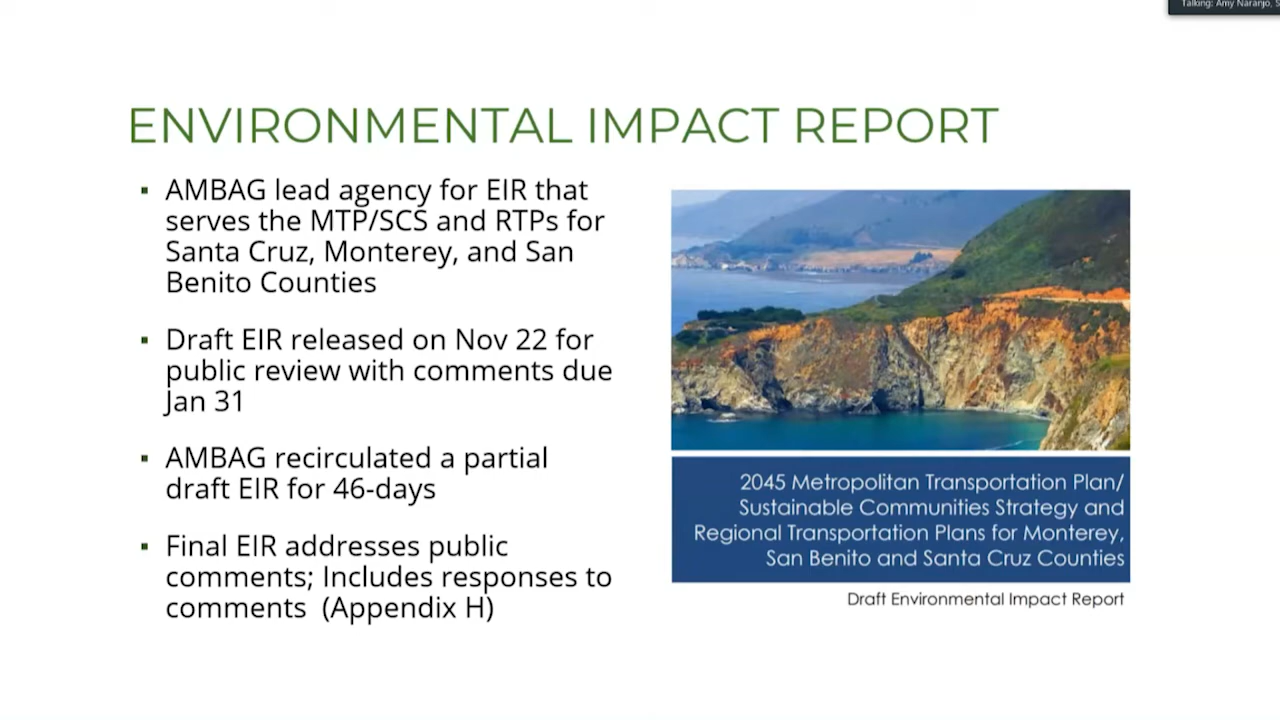 Talking: Amy Naranjo, S
ENVIRONMENTAL IMPACT REPORT
▪ AMBAG lead agency for EIR that
serves the MTP/SCS and RTPs for
Santa Cruz, Monterey, and San
Benito Counties
▪ Draft EIR released on Nov 22 for
public review with comments due
Jan 31
▪ AMBAG recirculated a partial
draft EIR for 46-days
▪ Final EIR addresses public
comments; Includes responses to
comments (Appendix H)
2045 Metropolitan Transportation Plan/
Sustainable Communities Strategy and
Regional Transportation Plans for Monterey,
San Benito and Santa Cruz Counties
Draft Environmental Impact Report